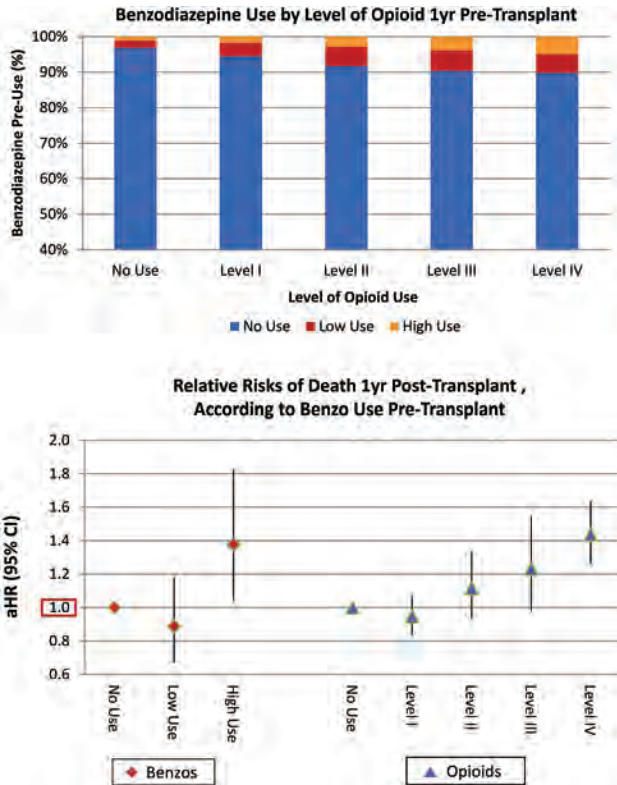 Benzodiazepine Use by Level of Opioid 1yr Pre-Transplant
Benzodiazepine Pre-Use (%)
100%
90%
80%
70%
60%
50%
40%
No Use Level I Level II Level III Level IV
Level of Opioid Use
No Use Low Use High Use
Relative Risks of Death 1yr Post-Transplant ,
According to Benzo Use Pre-Transplant
aHR (95% CI)
2.0
1.8
1.6
1.4
1.2
1.0
0.8
0.6
No Use
Low Use
High Use
No Use
Level I
Level II
Level III
Level IV
Benzos
Opioids